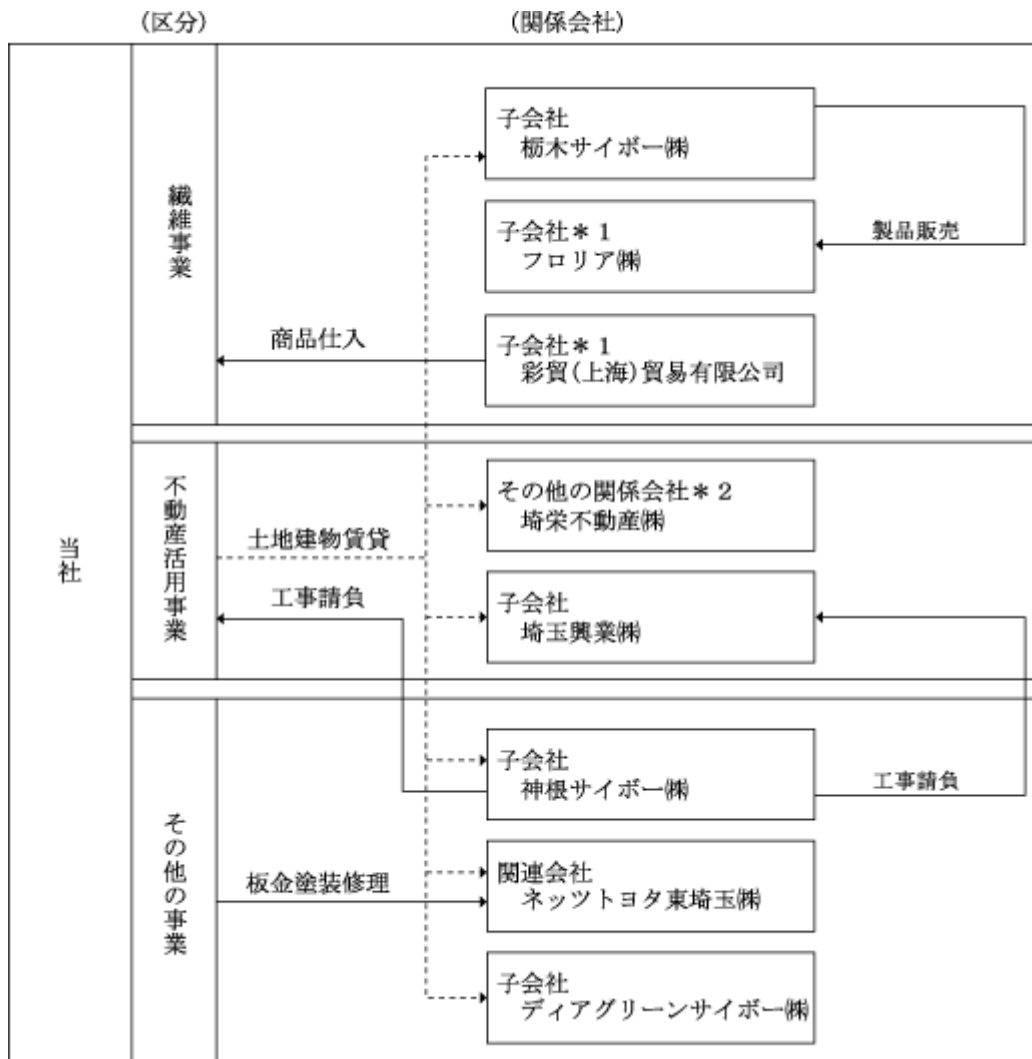 (区分)
(関係会社)
当社
繊維事業
子会社
栃木サイボー㈱
子会社＊1
フロリア㈱
製品販売
商品仕入
子会社＊1
彩貿(上海)貿易有限公司
不動産活用事業
その他の関係会社＊2
埼栄不動産㈱
土地建物賃貸
工事請負
子会社
埼玉興業㈱
その他の事業
子会社
神根サイボー㈱
工事請負
板金塗装修理
関連会社
ネッツトヨタ東埼玉㈱
子会社
ディアグリーンサイボー㈱